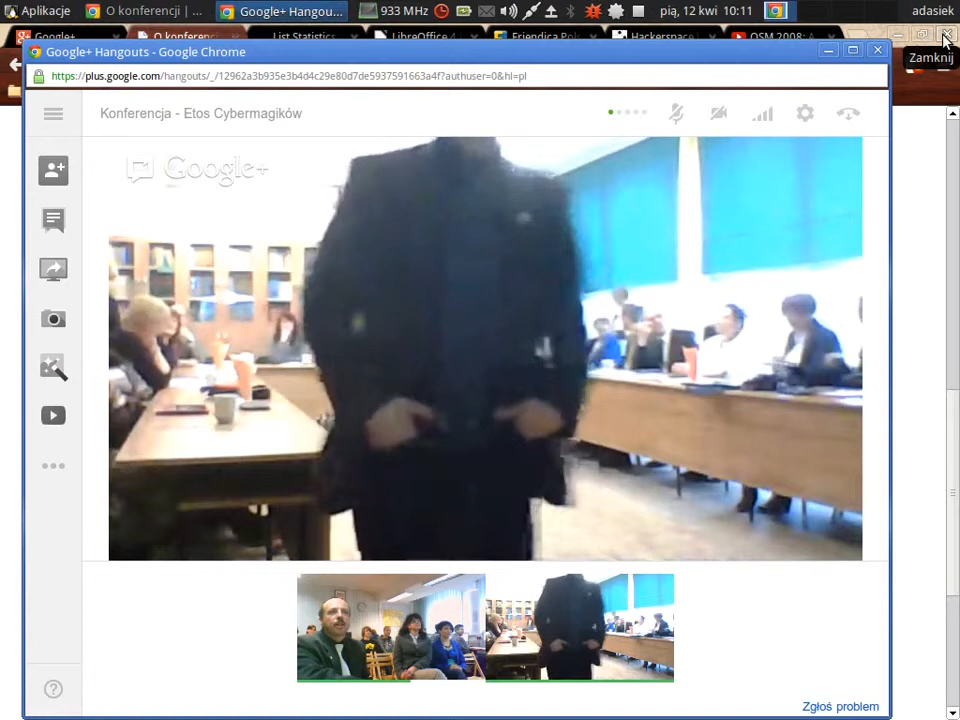 Aplikacje
O konferencji | ...
Google+ Hangou...
933 MHz
pią, 12 kwi 10:11
adasiek
Google+
O konferenc
List Statistics
LibreOffice 4
Friendica Pol
Hackerspace
OSM 2008: A
Google+ Hangouts - Google Chrome
Zamknij
https://plus.google.com/hangouts/_/12962a3b935e3b4d4c29e80d7de5937591663a4f?authuser=0&hl=pl
Konferencja - Etos Cybermagików
Google+
Zgłoś problem